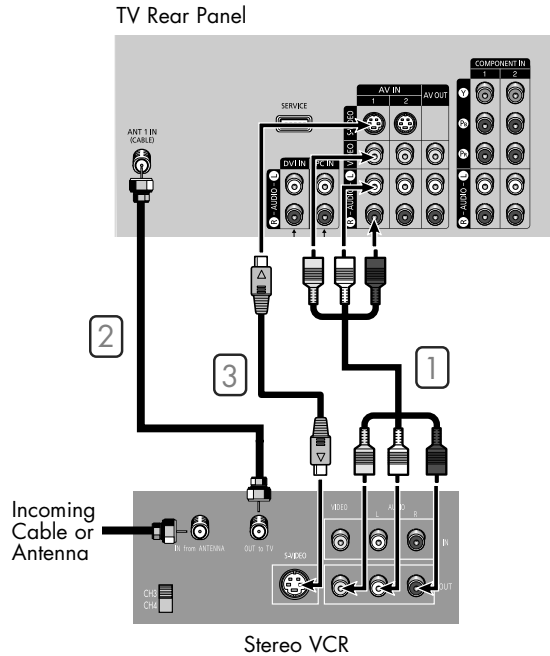 TV Rear Panel
COMPONENT IN
1 2
AV IN
1 2
AV OUT
SERVICE
S-VIDEO
Y
ANT 1 IN
(CABLE)
VIDEO
PB
DVI IN
PC IN
PR
R - AUDIO - L
R - AUDIO - L
R - AUDIO - L
2
3
1
Incoming
Cable or
Antenna
VIDEO
AUDIO
L R
IN from ANTENNA
OUT to TV
S-VIDEO
IN
OUT
CH3
CH4
Stereo VCR